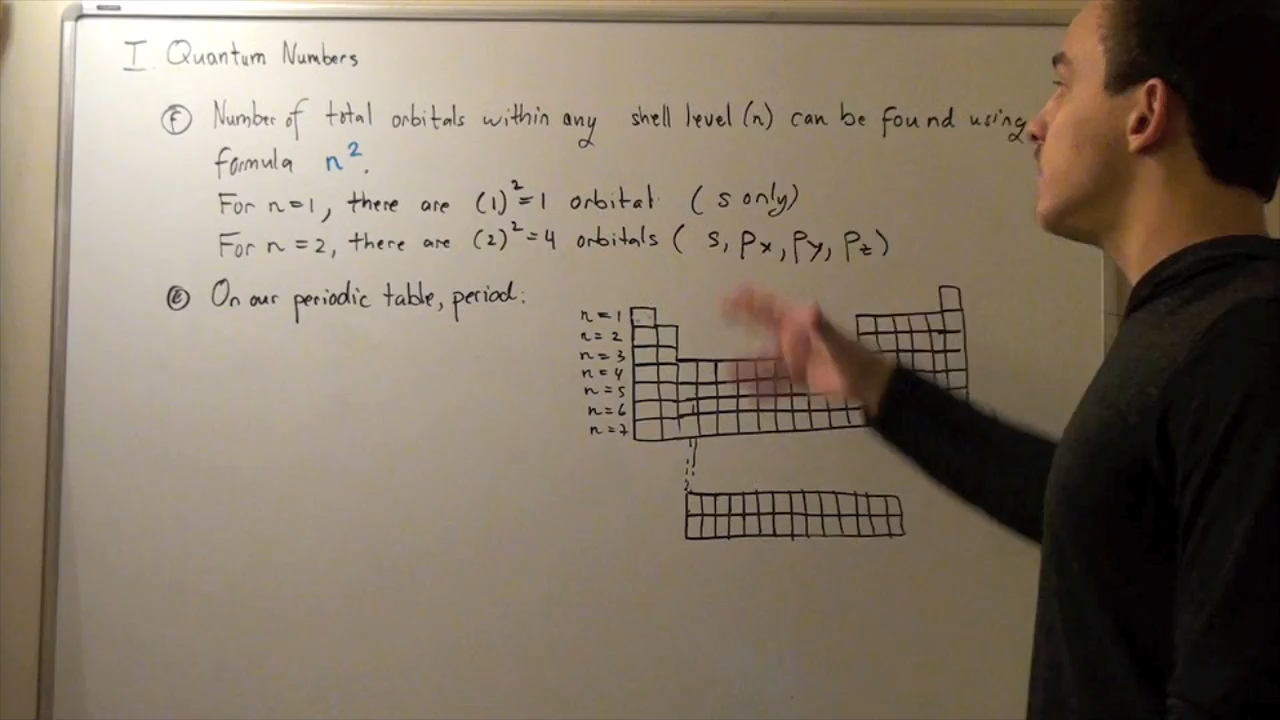 I. Quantum Numbers
(F) Number of total orbitals within any shell level (n) can be found using
formula n².
For n=1, there are (1)²=1 orbital. (s only)
For n=2, there are (2)²=4 orbitals (s, px, py, pz)
(E) On our periodic table, period:
n=1
n=2
n=3
n=4
n=5
n=6
n=7